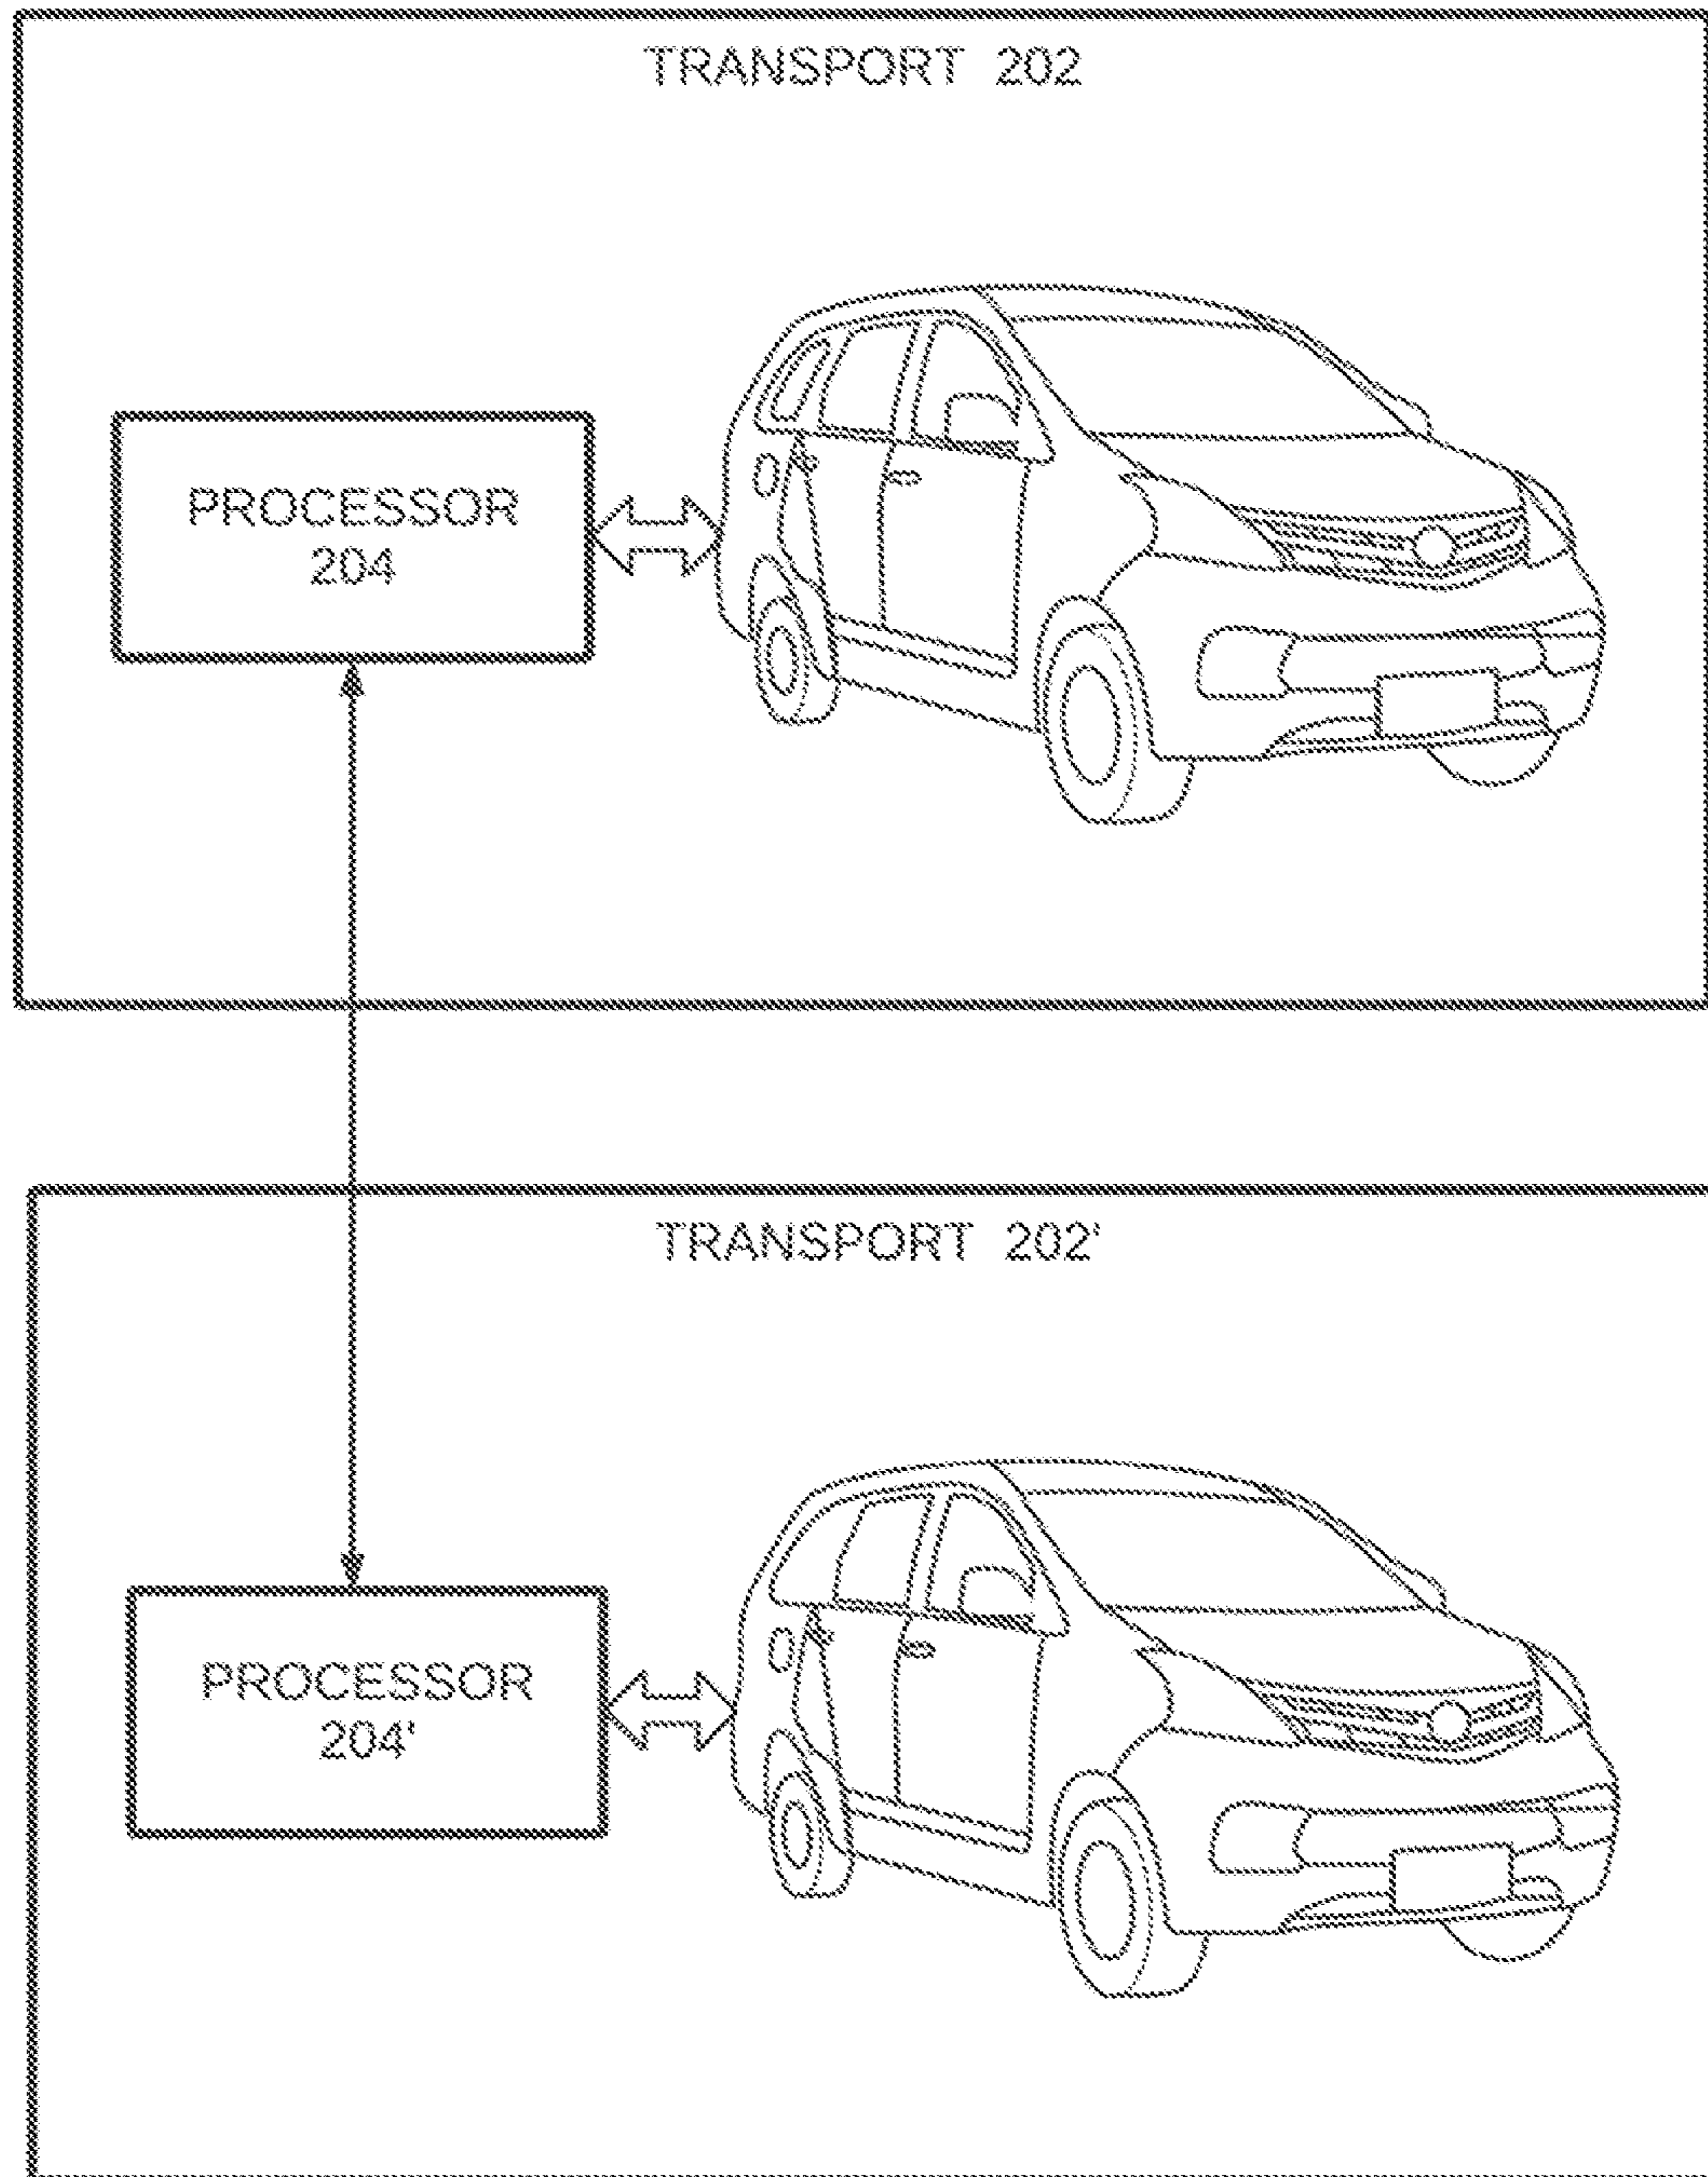 TRANSPORT 202
PROCESSOR
204
TRANSPORT 202'
PROCESSOR
204'